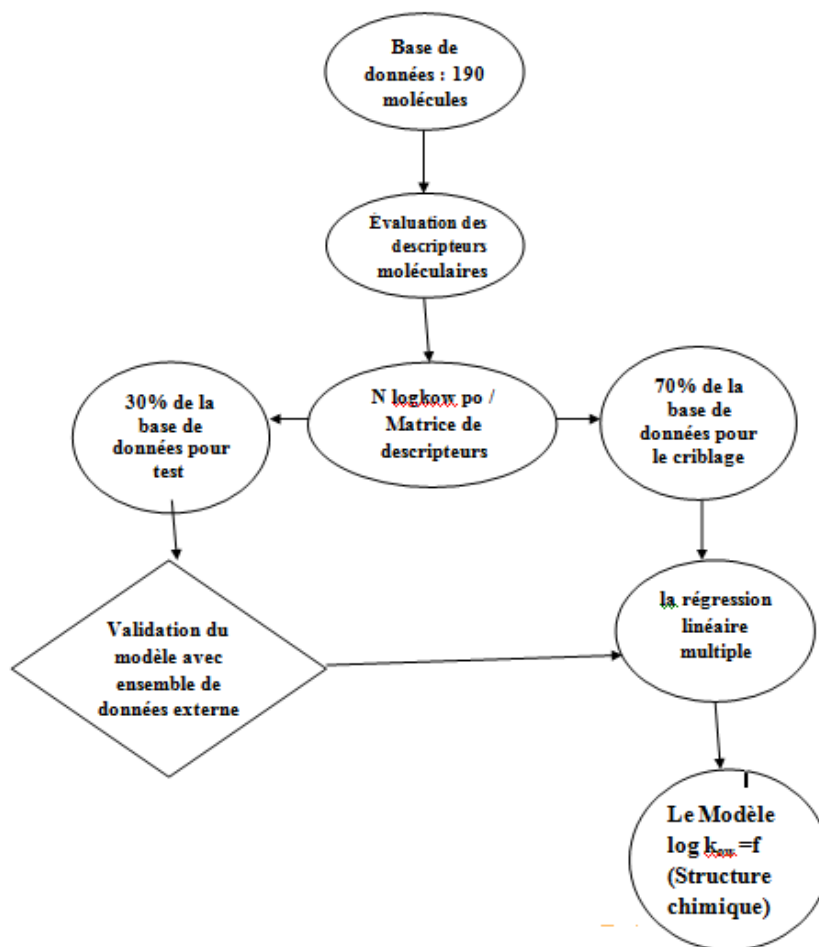 Base de
données : 190
molécules
Évaluation des
descripteurs
moléculaires
30% de la
base de
données pour
test
N logkow po /
Matrice de
descripteurs
70% de la
base de
données pour
le criblage
Validation du
modèle avec
ensemble de
données externe
la régression
linéaire
multiple
Le Modèle
log kow =f
(Structure
chimique)